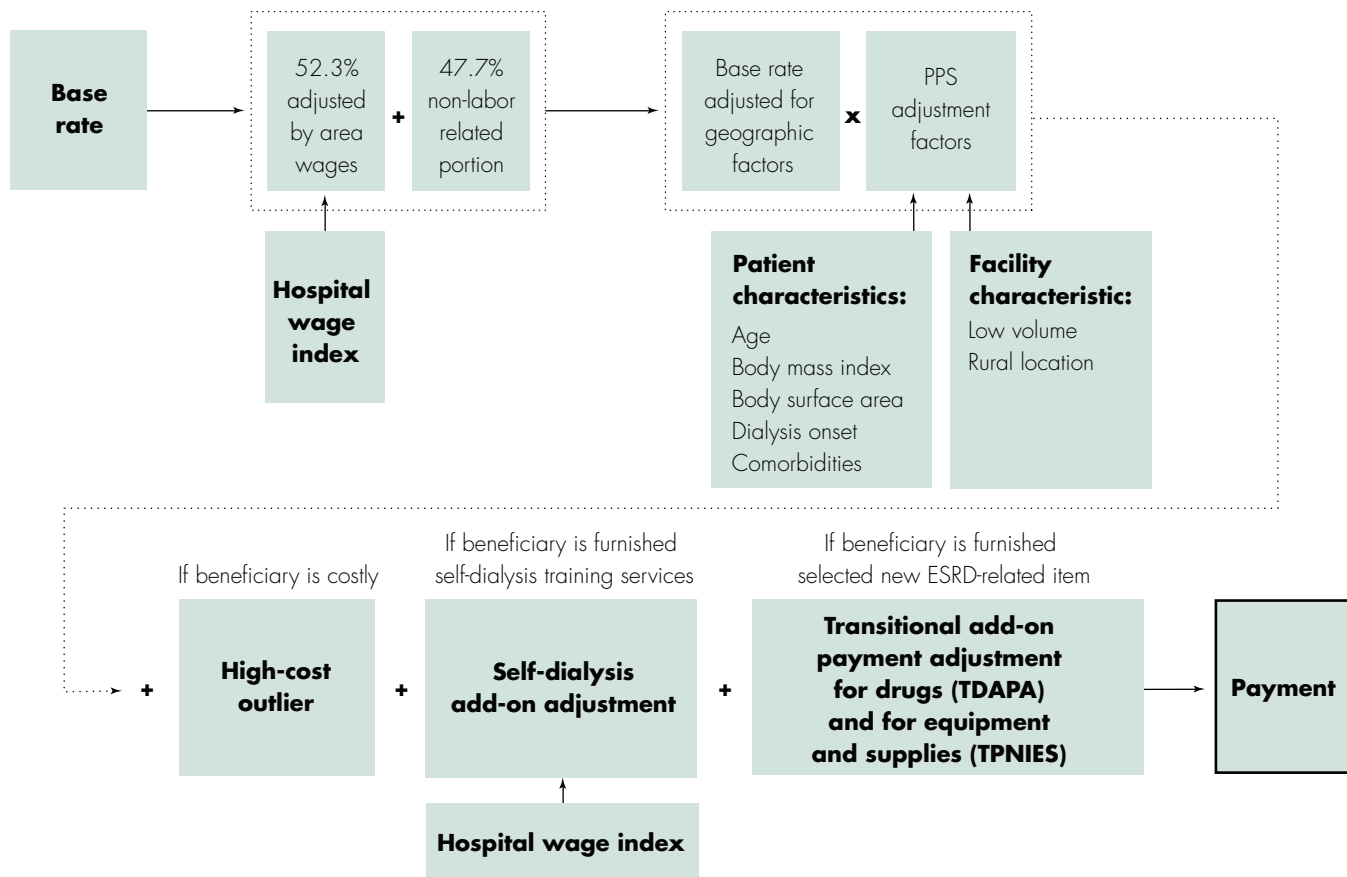 Base
rate
52.3%
adjusted
by area
wages
+
47.7%
non-labor
related
portion
Base rate
adjusted for
geographic
factors
x
PPS
adjustment
factors
Hospital
wage
index
Patient
characteristics:
Age
Body mass index
Body surface area
Dialysis onset
Comorbidities
Facility
characteristic:
Low volume
Rural location
+
If beneficiary is costly
High-cost
outlier
+
If beneficiary is furnished
self-dialysis training services
Self-dialysis
add-on adjustment
Hospital wage index
+
If beneficiary is furnished
selected new ESRD-related item
Transitional add-on
payment adjustment
for drugs (TDAPA)
and for equipment
and supplies (TPNIES)
Payment